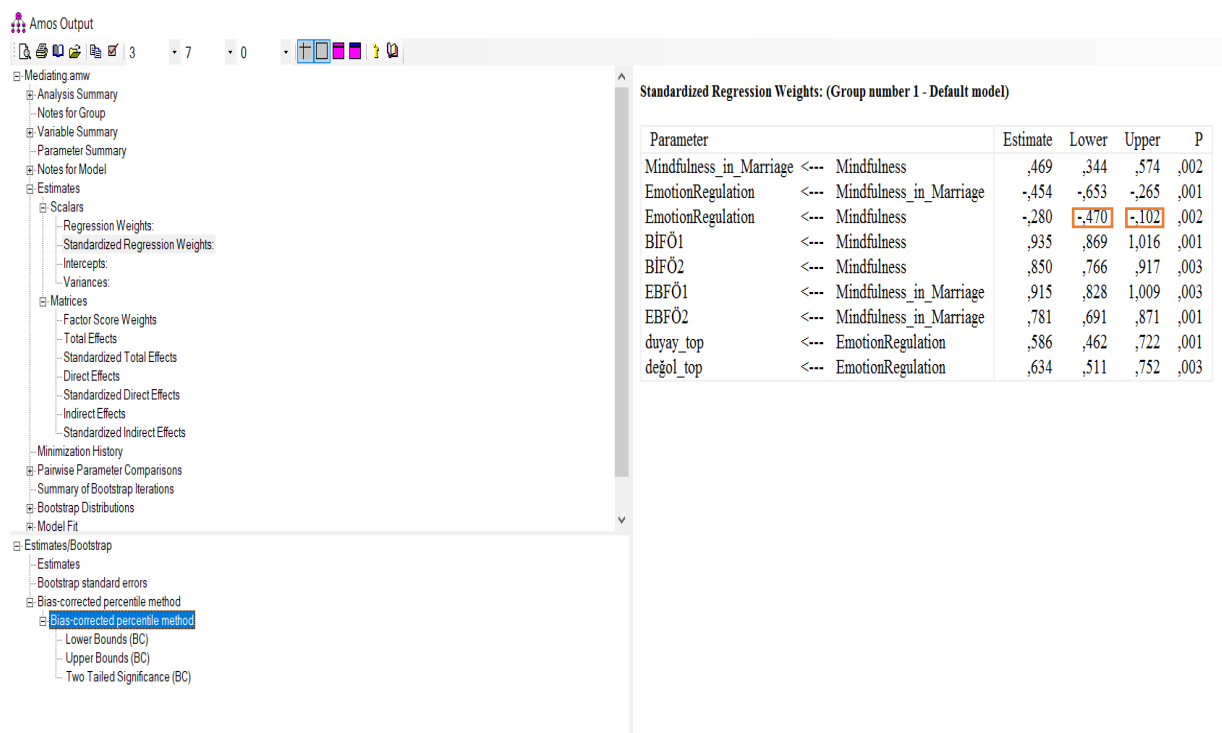 Amos Output
3 7 0
Mediating.amw
Analysis Summary
Notes for Group
Variable Summary
Parameter Summary
Notes for Model
Estimates
Scalars
Regression Weights:
Standardized Regression Weights:
Intercepts:
Variances:
Matrices
Factor Score Weights
Total Effects
Standardized Total Effects
Direct Effects
Standardized Direct Effects
Indirect Effects
Standardized Indirect Effects
Minimization History
Pairwise Parameter Comparisons
Summary of Bootstrap Iterations
Bootstrap Distributions
Model Fit
Estimates/Bootstrap
Estimates
Bootstrap standard errors
Bias-corrected percentile method
Bias-corrected percentile method
Lower Bounds (BC)
Upper Bounds (BC)
Two Tailed Significance (BC)
Standardized Regression Weights: (Group number 1 - Default model)
Parameter Estimate Lower Upper P
Mindfulness_in_Marriage <--- Mindfulness ,469 ,344 ,574 ,002
EmotionRegulation <--- Mindfulness_in_Marriage -,454 -,653 -,265 ,001
EmotionRegulation <--- Mindfulness -,280 -,470 -,102 ,002
BİFÖ1 <--- Mindfulness ,935 ,869 1,016 ,001
BİFÖ2 <--- Mindfulness ,850 ,766 ,917 ,003
EBFÖ1 <--- Mindfulness_in_Marriage ,915 ,828 1,009 ,003
EBFÖ2 <--- Mindfulness_in_Marriage ,781 ,691 ,871 ,001
duyay_top <--- EmotionRegulation ,586 ,462 ,722 ,001
değol_top <--- EmotionRegulation ,634 ,511 ,752 ,003